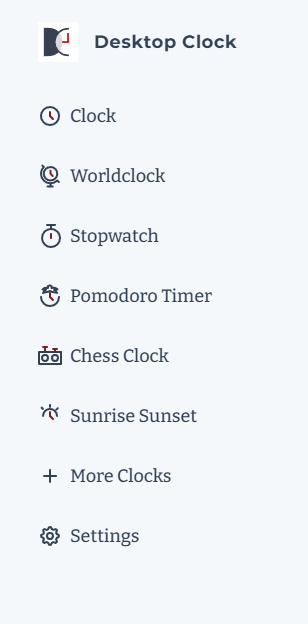 Desktop Clock
Clock
Worldclock
Stopwatch
Pomodoro Timer
Chess Clock
Sunrise Sunset
More Clocks
Settings